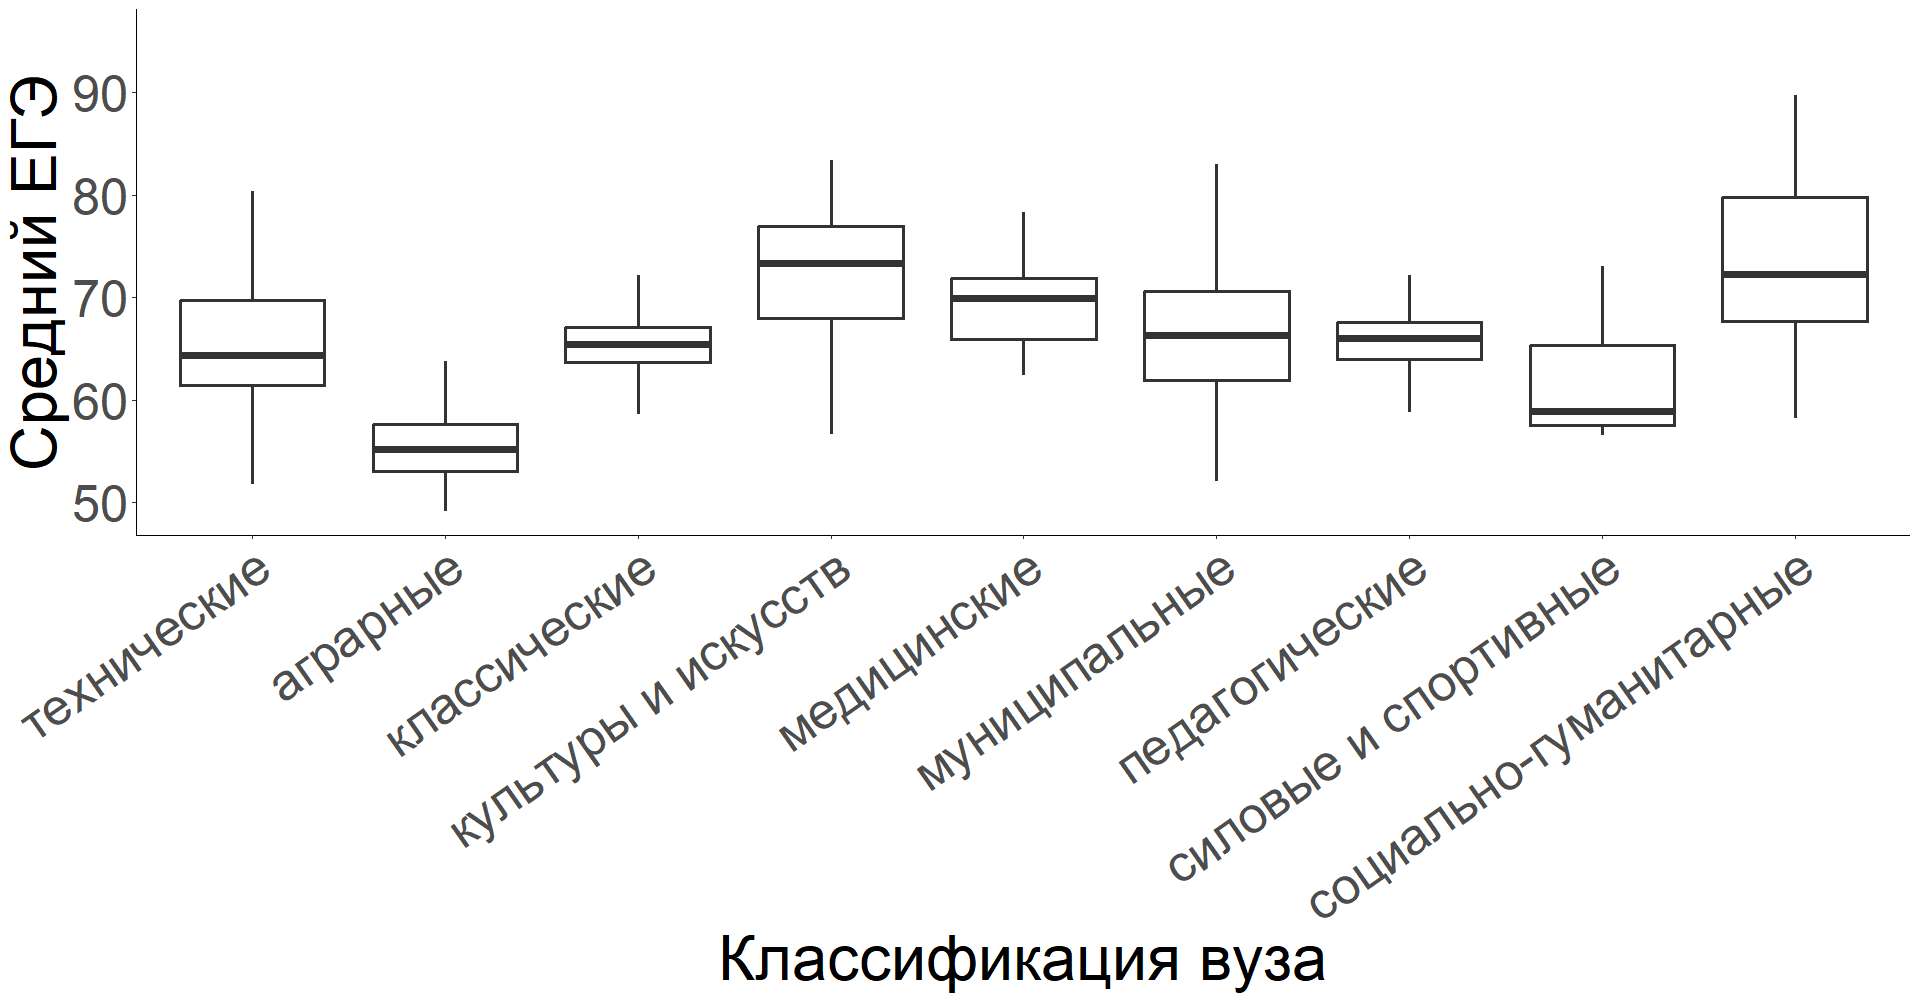 Средний ЕГЭ
90
80
70
60
50
технические
аграрные
классические
культуры и искусств
медицинские
муниципальные
педагогические
силовые и спортивные
социально-гуманитарные
Классификация вуза